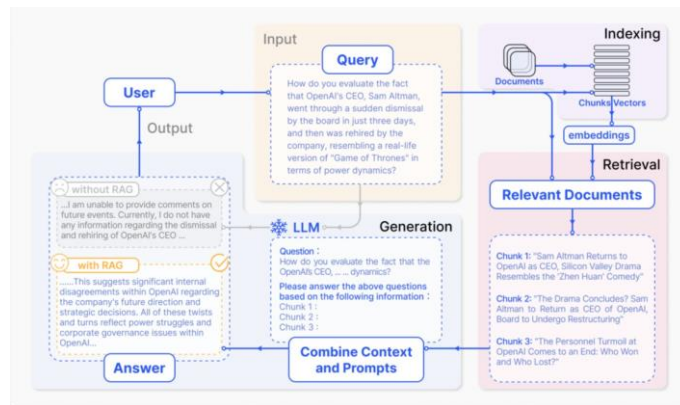 Input
Query
How do you evaluate the fact
that OpenAI's CEO, Sam Altman,
went through a sudden dismissal
by the board in just three days,
and then was rehired by the
company, resembling a real-life
version of "Game of Thrones" in
terms of power dynamics?
Indexing
Documents
Chunks Vectors
embeddings
User
Output
without RAG
...I am unable to provide comments on
future events. Currently, I do not have
any information regarding the dismissal
and rehiring of OpenAI's CEO ...
with RAG
......This suggests significant internal
disagreements within OpenAI regarding
the company's future direction and
strategic decisions. All of these twists
and turns reflect power struggles and
corporate governance issues within
OpenAI...
Answer
LLM
Generation
Question :
How do you evaluate the fact that the
OpenAI's CEO, ... ... dynamics?
Please answer the above questions
based on the following information :
Chunk 1 :
Chunk 2 :
Chunk 3 :
Combine Context
and Prompts
Retrieval
Relevant Documents
Chunk 1: "Sam Altman Returns to
OpenAI as CEO, Silicon Valley Drama
Resembles the 'Zhen Huan' Comedy"
Chunk 2: "The Drama Concludes? Sam
Altman to Return as CEO of OpenAI,
Board to Undergo Restructuring"
Chunk 3: "The Personnel Turmoil at
OpenAI Comes to an End: Who Won
and Who Lost?"